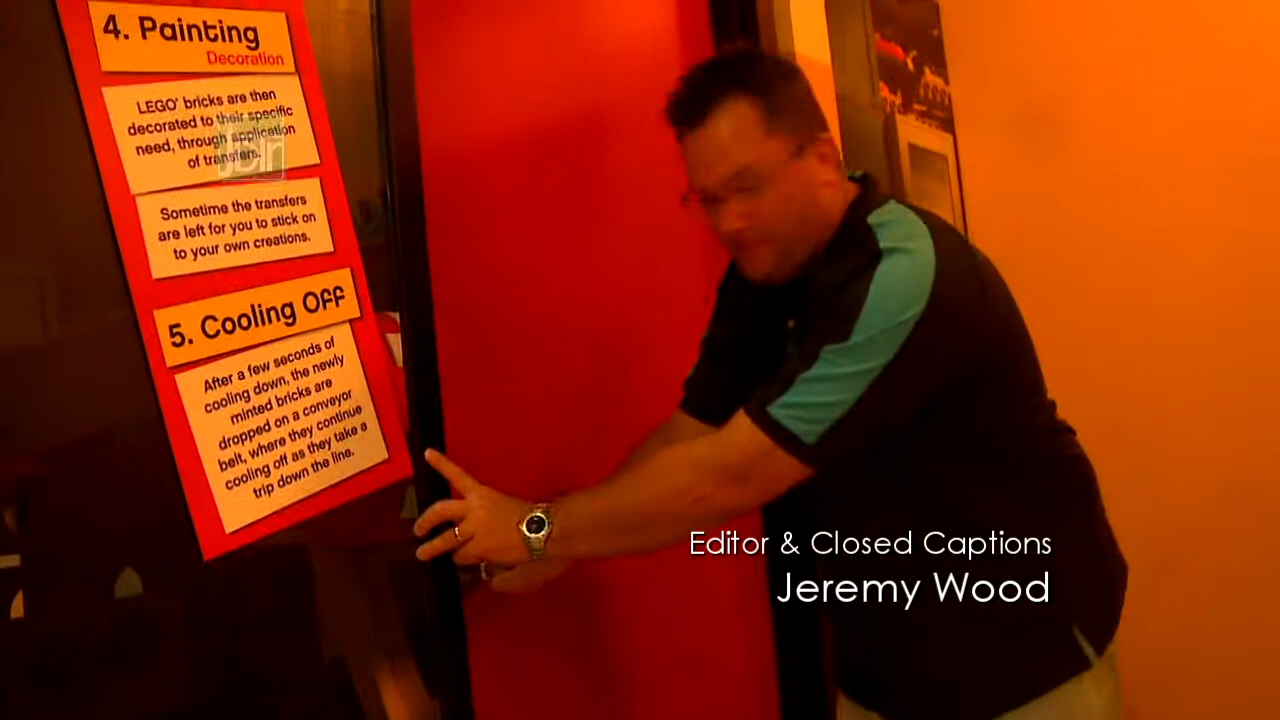 4. Painting
Decoration
LEGO® bricks are then
decorated to their specific
need, through application
of transfers.
Sometime the transfers
are left for you to stick on
to your own creations.
5. Cooling Off
After a few seconds of
cooling down, the newly
minted bricks are
dropped on a conveyor
belt, where they continue
cooling off as they take a
trip down the line.
Editor & Closed Captions
Jeremy Wood